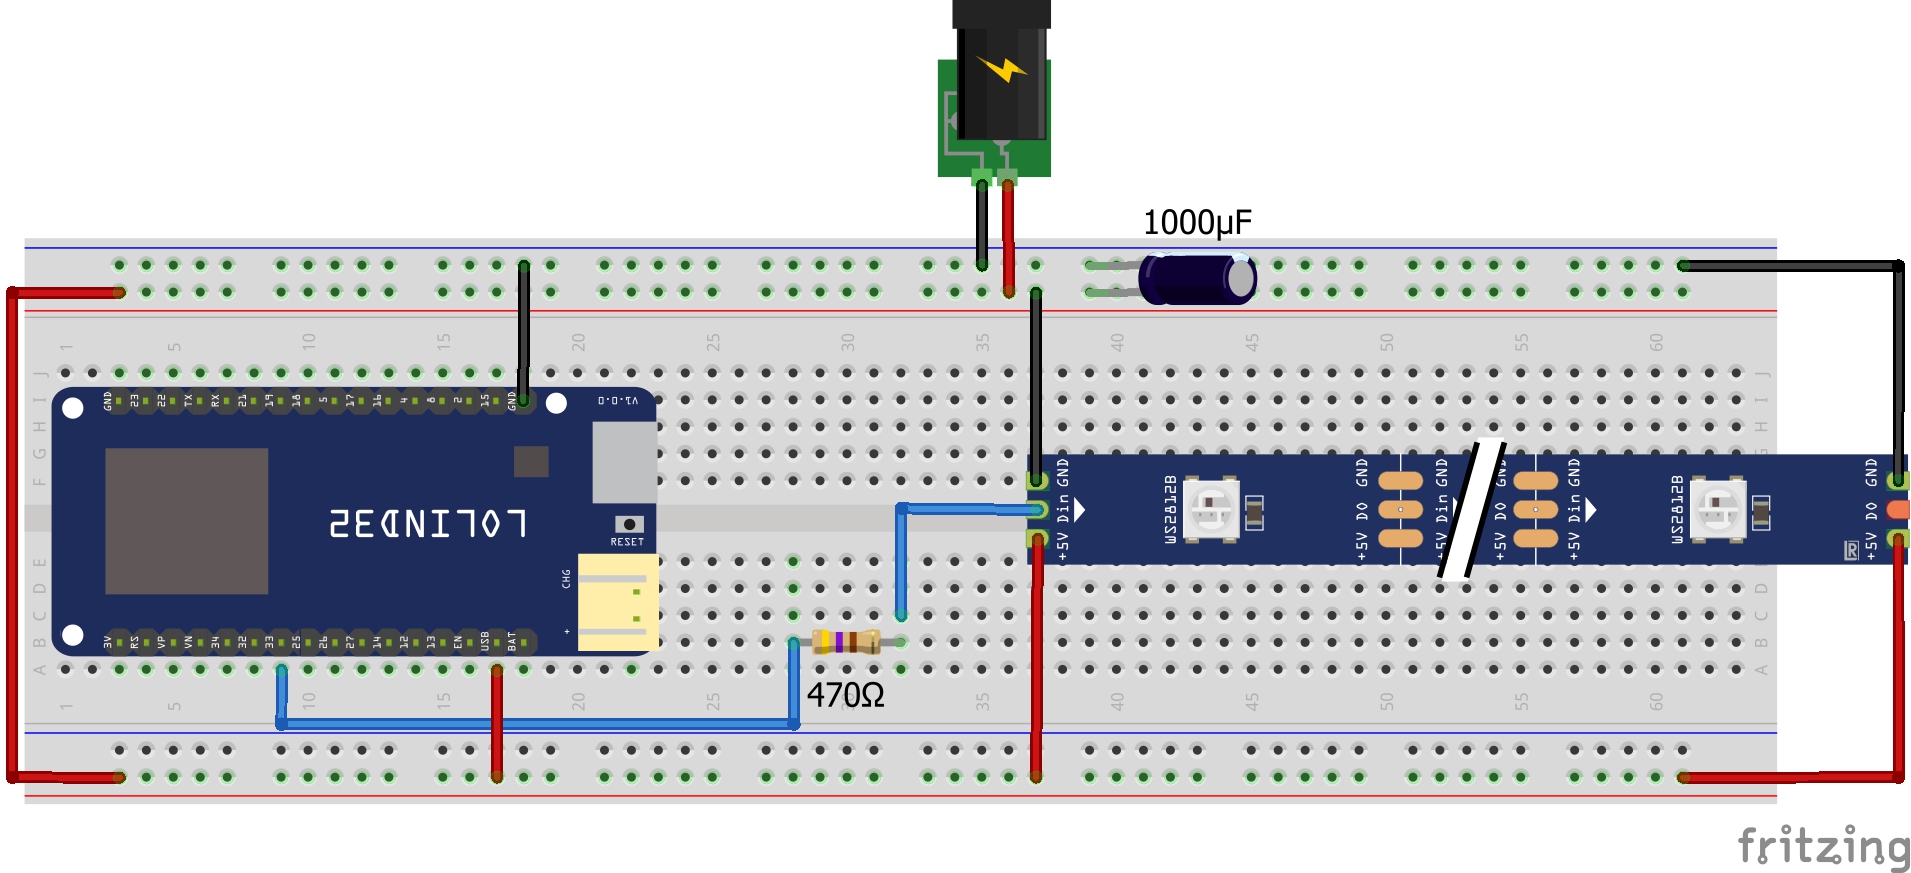 1000µF
1 5 10 15 20 25 30 35 40 45 50 55 60
J J
I I
H H
G G
F
GND 23 22 TX RX 21 19 18 5 17 16 4 8 2 15 GND
V1.0.0
LOLIN D32
RESET
CHG
+
3V RS VP VN 34 32 33 25 26 27 14 12 13 EN USB BAT
GND Din +5V
WS2812B
GND DO +5V
GND Din +5V
GND DO +5V
GND Din +5V
WS2812B
R
GND DO +5V
E
D D
C C
B B
A A
470Ω
1 5 10 15 20 25 35 40 45 50 55 60
fritzing